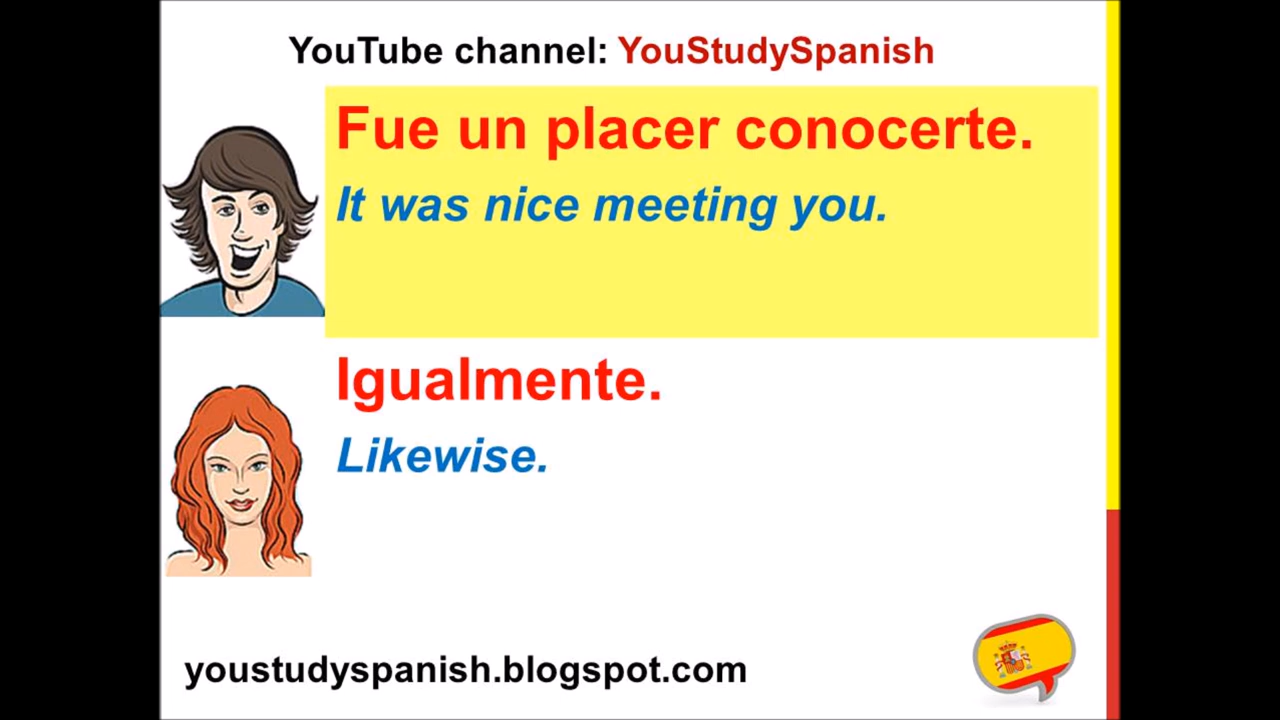 YouTube channel: YouStudySpanish
Fue un placer conocerte.
It was nice meeting you.
Igualmente.
Likewise.
youstudyspanish.blogspot.com